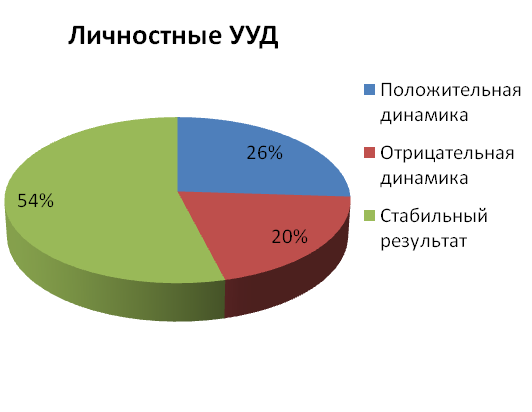 Личностные УУД
Положительная
динамика
Отрицательная
динамика
Стабильный
результат
26%
20%
54%